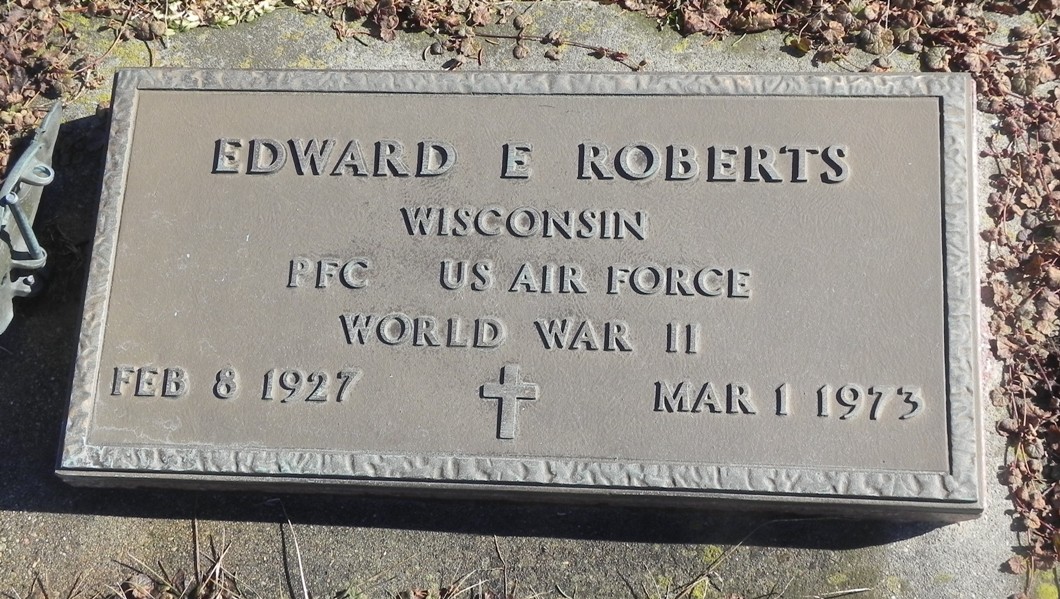 EDWARD E ROBERTS
WISCONSIN
PFC US AIR FORCE
WORLD WAR II
FEB 8 1927 MAR 1 1973